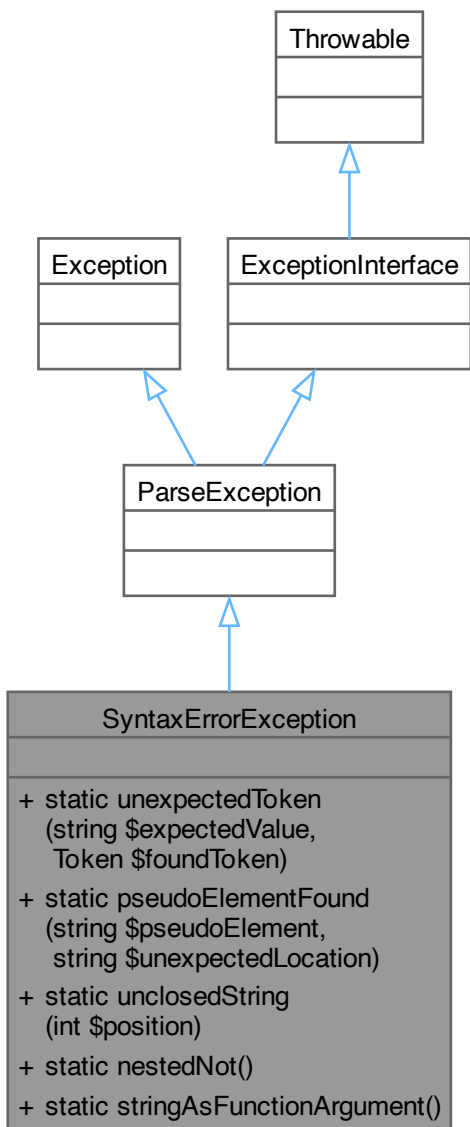 Throwable
Exception
ExceptionInterface
ParseException
SyntaxErrorException
+ static unexpectedToken
(string $expectedValue,
Token $foundToken)
+ static pseudoElementFound
(string $pseudoElement,
string $unexpectedLocation)
+ static unclosedString
(int $position)
+ static nestedNot()
+ static stringAsFunctionArgument()